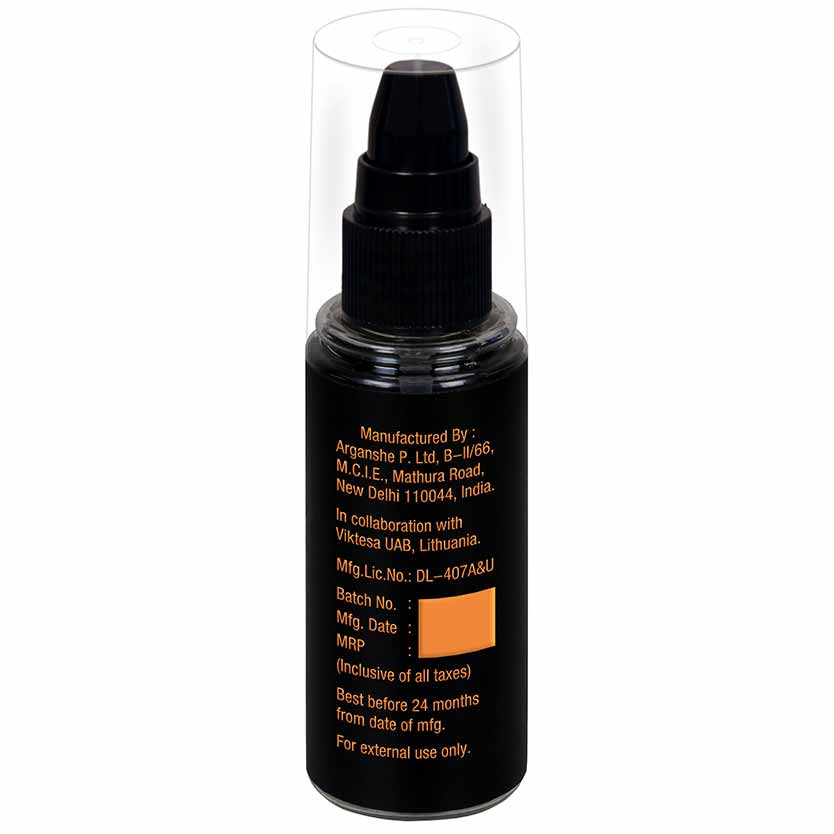 Manufactured By :
Arganshe P. Ltd, B–II/66,
M.C.I.E., Mathura Road,
New Delhi 110044, India.
In collaboration with
Viktesa UAB, Lithuania.
Mfg.Lic.No.: DL–407A&U
Batch No. :
Mfg. Date :
MRP :
(Inclusive of all taxes)
Best before 24 months
from date of mfg.
For external use only.